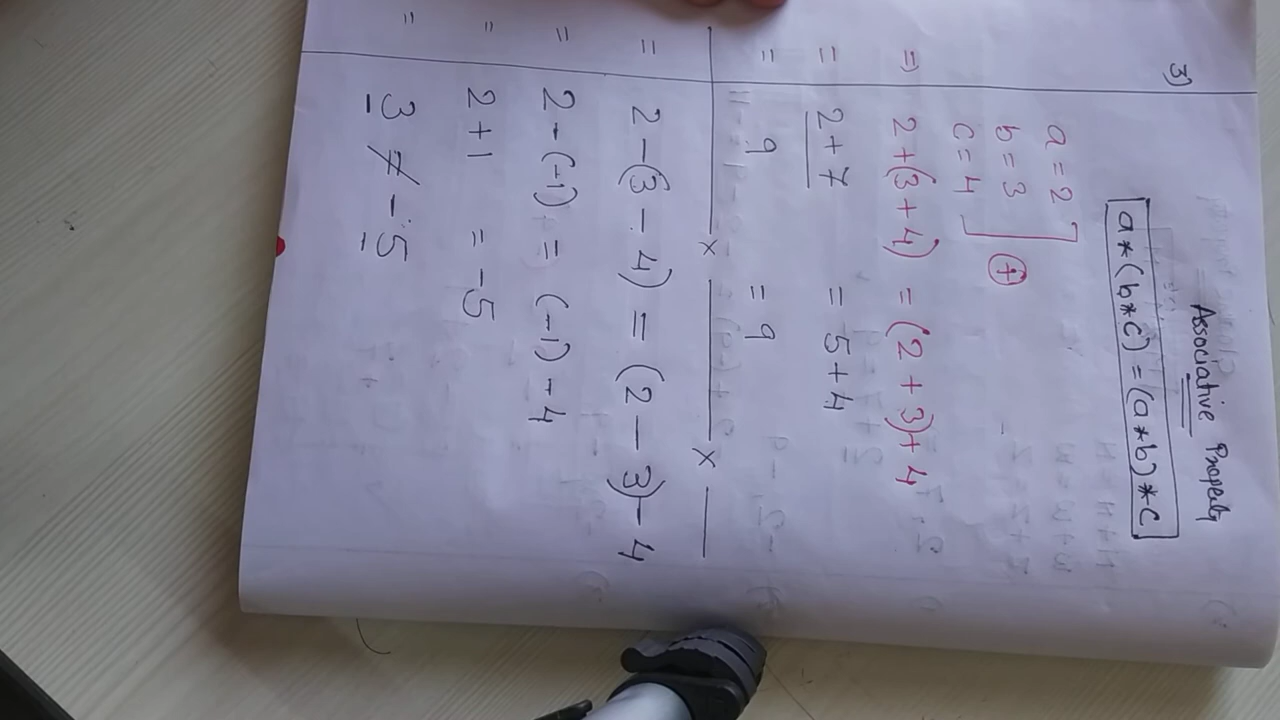 3) Associative Property
a*(b*c)=(a*b)*c
a = 2
b = 3 (+)
c = 4
=) 2+(3+4) = (2+3)+4
= 2+7 = 5+4
= 9 = 9
x x
= 2-(3-4) = (2-3)-4
= 2-(-1) = (-1)-4
= 2+1 = -5
= 3 ≠ -5